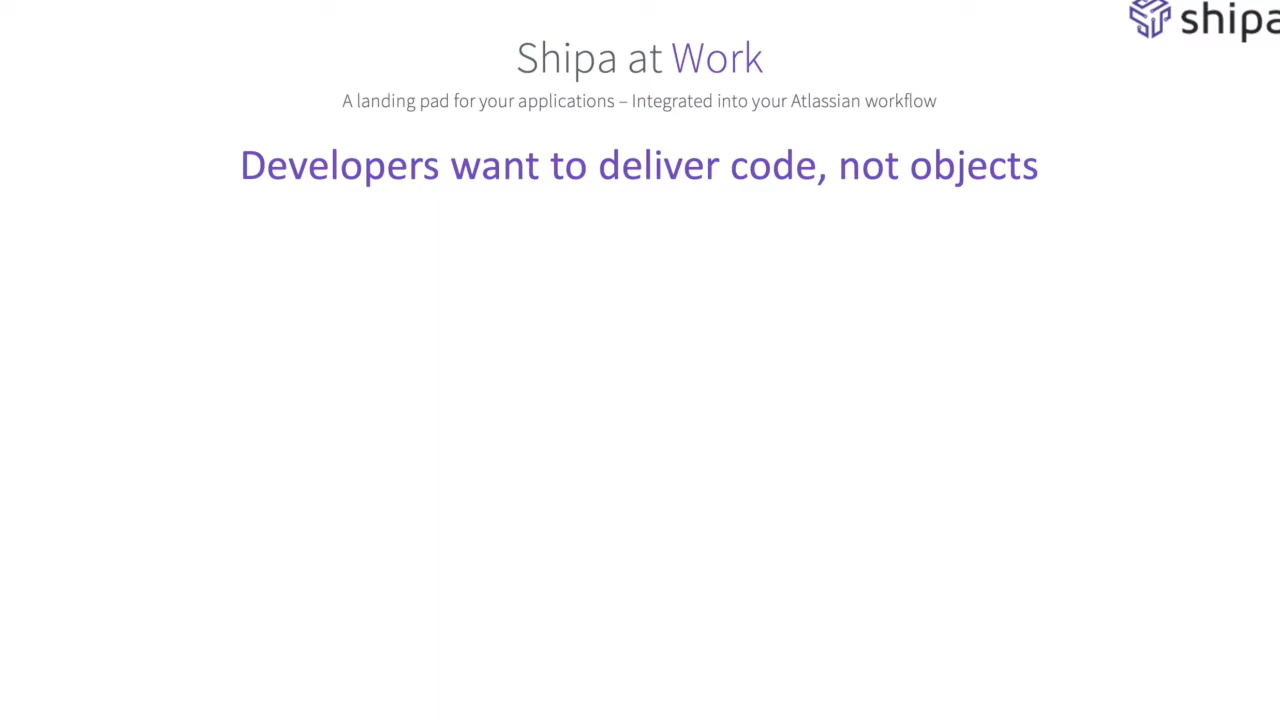 shipa
Shipa at Work
A landing pad for your applications – Integrated into your Atlassian workflow
Developers want to deliver code, not objects